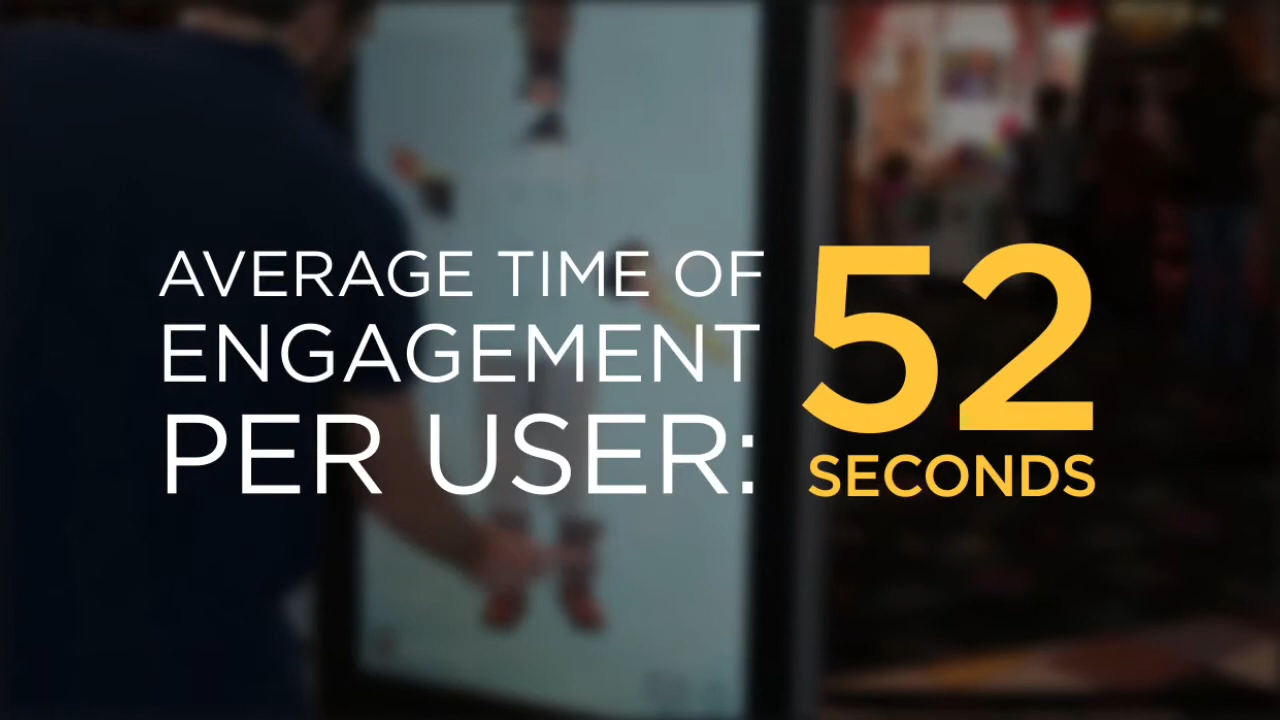 AVERAGE TIME OF
ENGAGEMENT
PER USER:
52
SECONDS